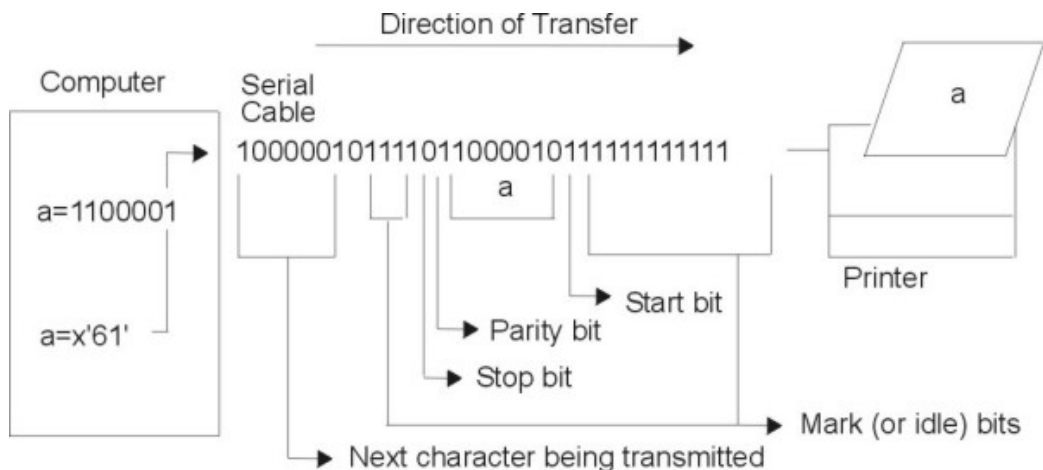 Direction of Transfer
Computer
Serial
Cable
a
100000101111011000010111111111111
a
a=1100001
Printer
Start bit
a=x'61'
Parity bit
Stop bit
Mark (or idle) bits
Next character being transmitted